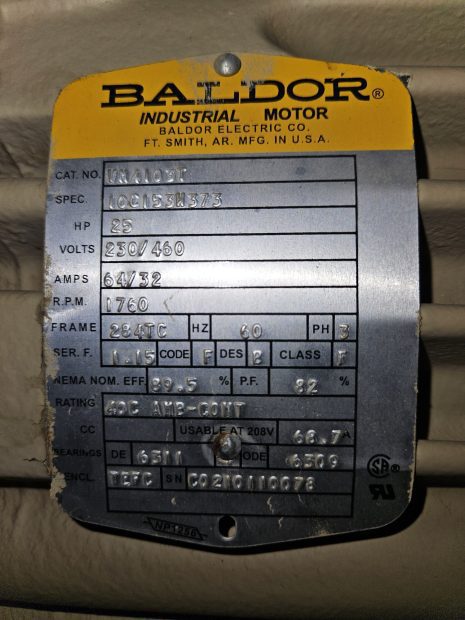 BALDOR®
INDUSTRIAL MOTOR
BALDOR ELECTRIC CO.
FT. SMITH, AR. MFG. IN U.S.A.
CAT. NO.
SPEC. 10C153W373
HP 25
VOLTS 230/460
AMPS 64/32
R.P.M. 1760
FRAME 284TC HZ 60 PH 3
SER. F. 1.15 CODE F DES B CLASS F
NEMA NOM. EFF. 89.5 % P.F. 82 %
RATING 40C AMB-CONT
CC USABLE AT 208V 68.7 A
BEARINGS DE 6311 ODE 6309
ENCL. TEFC SN C0210110078
NP1256